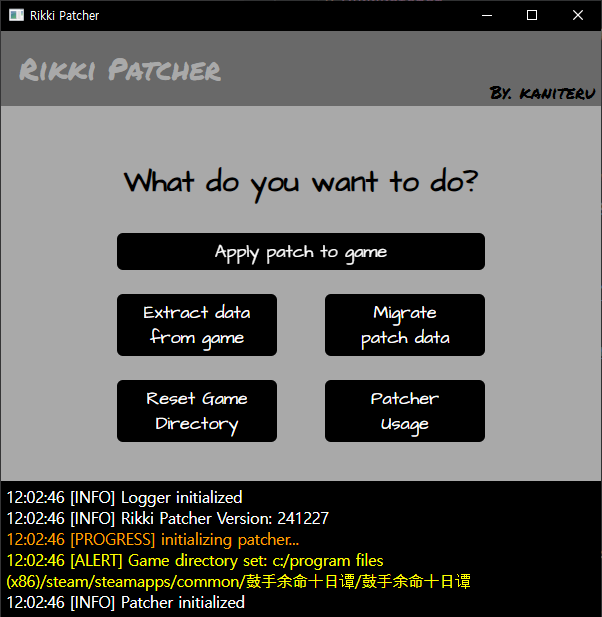 Rikki Patcher
Rikki Patcher
By. kaniteru
What do you want to do?
Apply patch to game
Extract data
from game
Migrate
patch data
Reset Game
Directory
Patcher
Usage
12:02:46 [INFO] Logger initialized
12:02:46 [INFO] Rikki Patcher Version: 241227
12:02:46 [PROGRESS] initializing patcher...
12:02:46 [ALERT] Game directory set: c:/program files
(x86)/steam/steamapps/common/鼓手余命十日谭/鼓手余命十日谭
12:02:46 [INFO] Patcher initialized